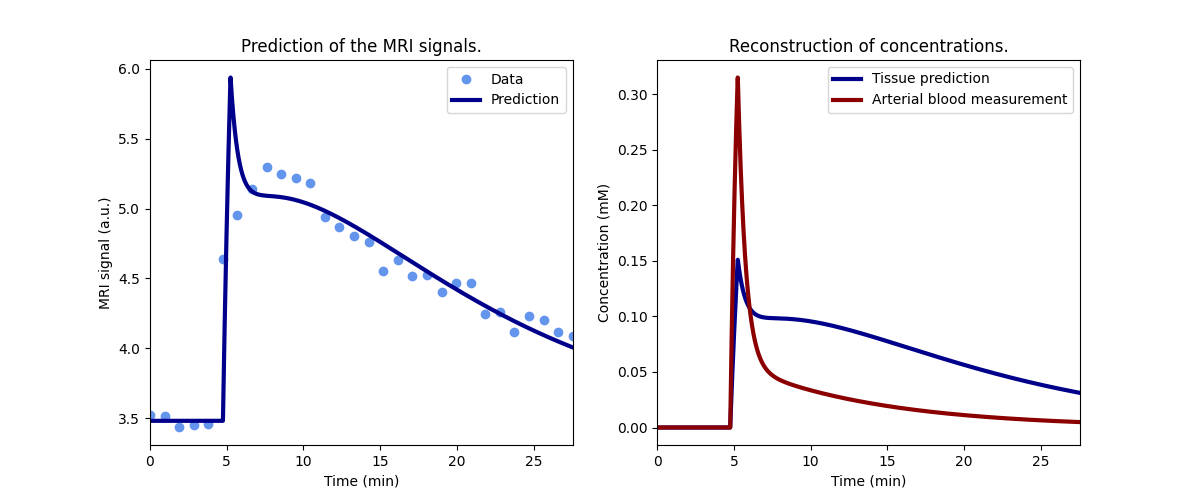 Prediction of the MRI signals.
MRI signal (a.u.)
6.0
5.5
5.0
4.5
4.0
3.5
0 5 10 15 20 25
Time (min)
Data
Prediction
Reconstruction of concentrations.
Concentration (mM)
0.30
0.25
0.20
0.15
0.10
0.05
0.00
0 5 10 15 20 25
Time (min)
Tissue prediction
Arterial blood measurement